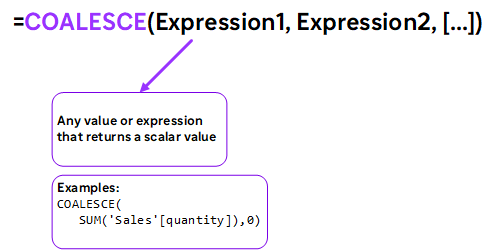 =COALESCE(Expression1, Expression2, [...])
Any value or expression
that returns a scalar value
Examples:
COALESCE(
SUM('Sales'[quantity]),0)